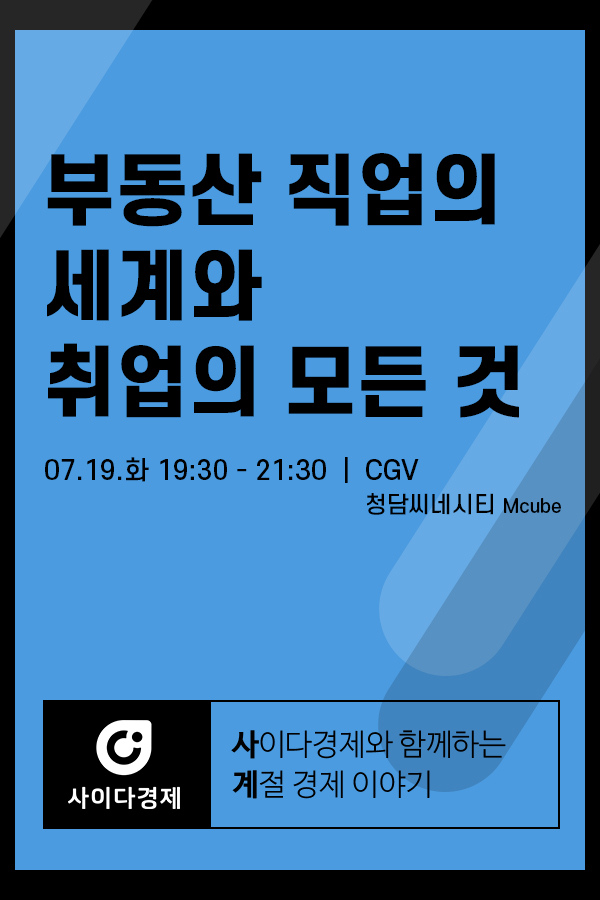 부동산 직업의
세계와
취업의 모든 것
07.19.화 19:30 - 21:30 | CGV
청담씨네시티 Mcube
사이다경제
사이다경제와 함께하는
계절 경제 이야기